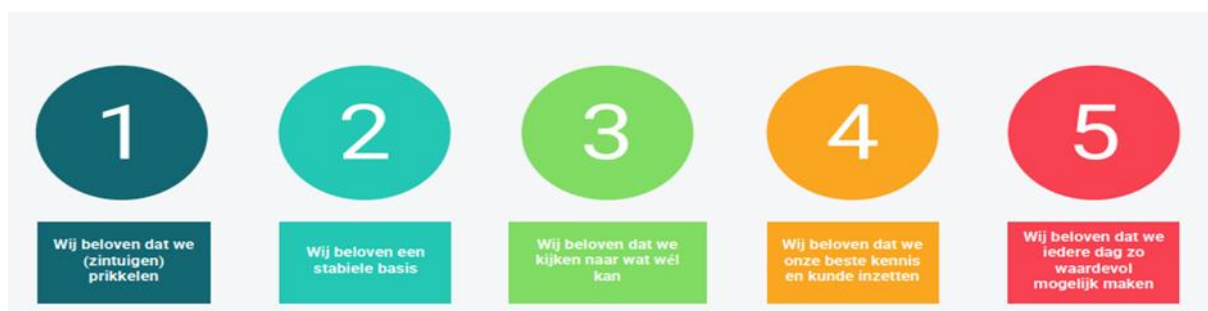 1
2
3
4
5
Wij beloven dat we
(zintuigen)
prikkelen
Wij beloven een
stabiele basis
Wij beloven dat we
kijken naar wat wél
kan
Wij beloven dat we
onze beste kennis
en kunde inzetten
Wij beloven dat we
iedere dag zo
waardevol
mogelijk maken